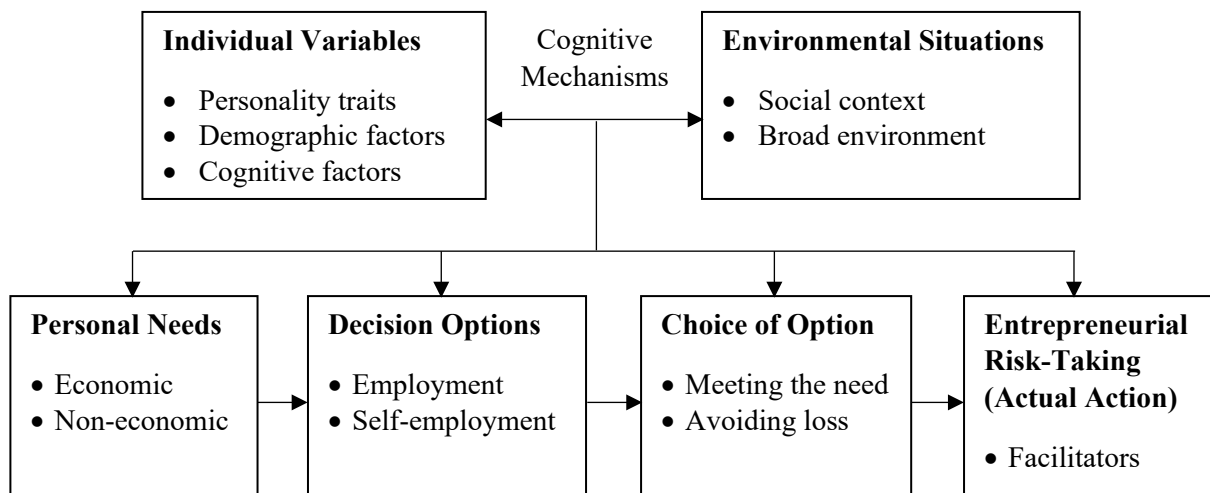 Individual Variables
• Personality traits
• Demographic factors
• Cognitive factors
Cognitive
Mechanisms
Environmental Situations
• Social context
• Broad environment
Personal Needs
• Economic
• Non-economic
Decision Options
• Employment
• Self-employment
Choice of Option
• Meeting the need
• Avoiding loss
Entrepreneurial
Risk-Taking
(Actual Action)
• Facilitators